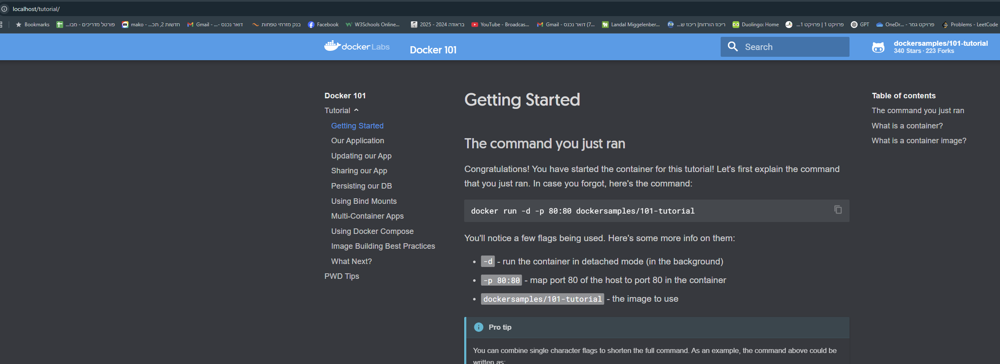 localhost/tutorial/
Bookmarks
פורטל מדריכים - מבו...
חדשות 2, תכ... - mako
דואר נכנס -... - Gmail
בנק מזרחי טפחות
Facebook
W3Schools Online...
בראודה 2024 - 2025
YouTube - Broadcas...
Gmail - דואר נכנס (7...
Landal Miggelenber...
ריכוז הורדות|ריכוז ש...
Duolingo: Home
פרויקט 1 | פרויקט 1...
GPT
פרויקט גמר - OneDr...
Problems - LeetCode
docker Labs
Docker 101
Search
dockersamples/101-tutorial
340 Stars · 223 Forks
Docker 101
Tutorial
Getting Started
Our Application
Updating our App
Sharing our App
Persisting our DB
Using Bind Mounts
Multi-Container Apps
Using Docker Compose
Image Building Best Practices
What Next?
PWD Tips
Getting Started
The command you just ran
Congratulations! You have started the container for this tutorial! Let's first explain the command
that you just ran. In case you forgot, here's the command:
docker run -d -p 80:80 dockersamples/101-tutorial
You'll notice a few flags being used. Here's some more info on them:
-d - run the container in detached mode (in the background)
-p 80:80 - map port 80 of the host to port 80 in the container
dockersamples/101-tutorial - the image to use
Pro tip
You can combine single character flags to shorten the full command. As an example, the command above could be
written as:
Table of contents
The command you just ran
What is a container?
What is a container image?